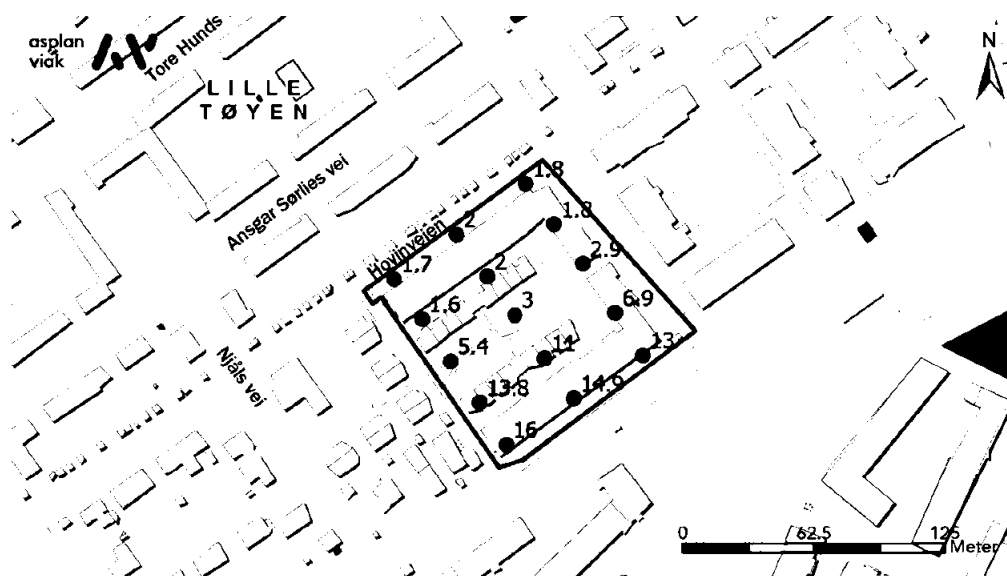 asplan
viak
Tore Hunds
N
LILLE
TØYEN
Ansgar Sørlies vei
Hovinveien
Njåls vei
1.8
1.8
2
2.9
1.7
2
1.6
3
6.9
5.4
11
13
14.9
16
0 62.5 125
Meter